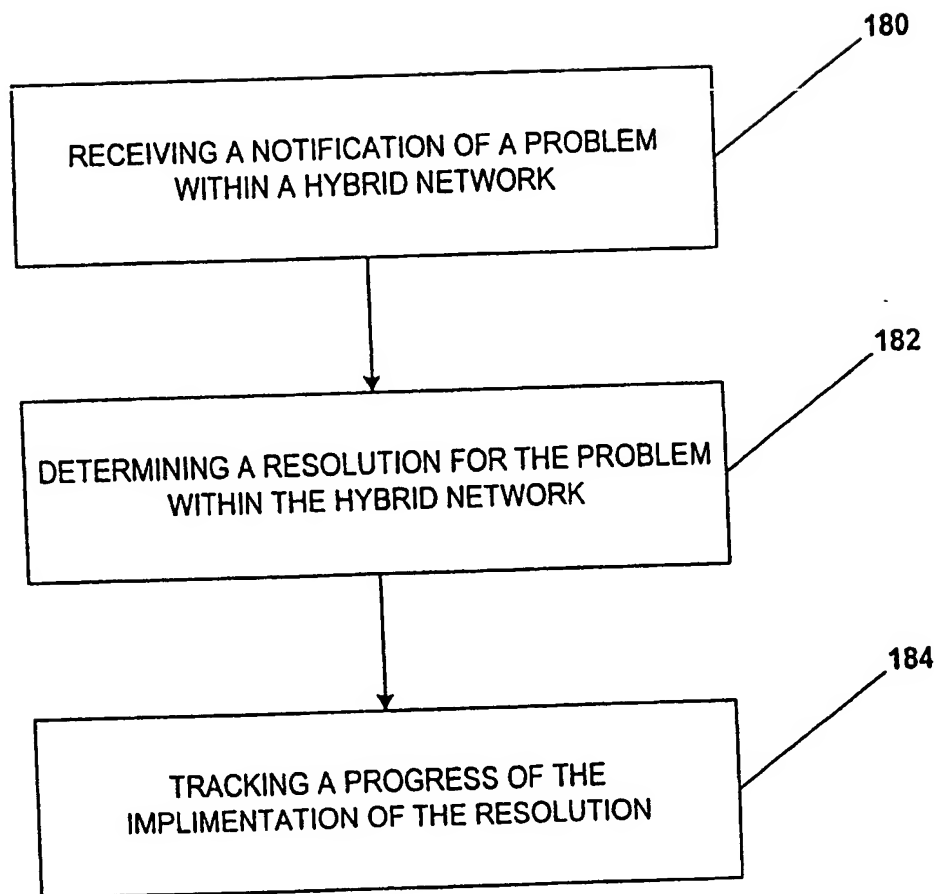 180
RECEIVING A NOTIFICATION OF A PROBLEM
WITHIN A HYBRID NETWORK
182
DETERMINING A RESOLUTION FOR THE PROBLEM
WITHIN THE HYBRID NETWORK
184
TRACKING A PROGRESS OF THE
IMPLIMENTATION OF THE RESOLUTION